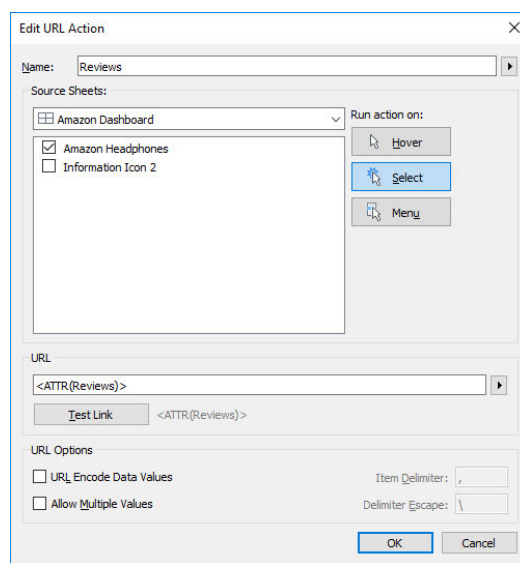 Edit URL Action
Name: Reviews
Source Sheets:
Amazon Dashboard
Run action on:
Amazon Headphones
Information Icon 2
Hover
Select
Menu
URL
<ATTR(Reviews)>
Test Link <ATTR(Reviews)>
URL Options
URL Encode Data Values Item Delimiter: ,
Allow Multiple Values Delimiter Escape: \
OK Cancel